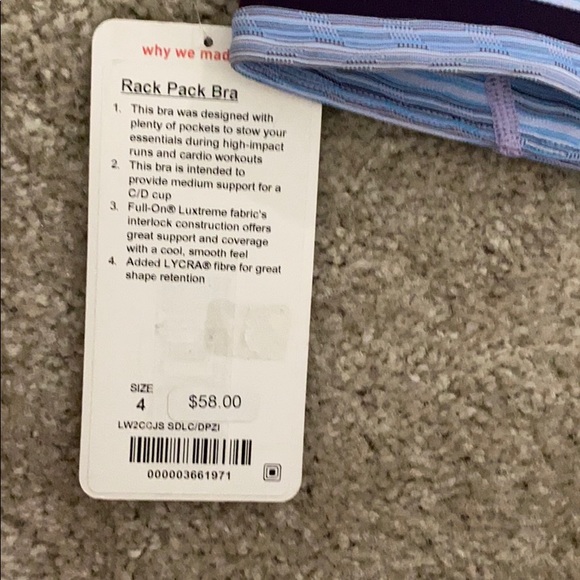 why we mad
Rack Pack Bra
1. This bra was designed with
plenty of pockets to stow your
essentials during high-impact
runs and cardio workouts
2. This bra is intended to
provide medium support for a
C/D cup
3. Full-On® Luxtreme fabric's
interlock construction offers
great support and coverage
with a cool, smooth feel
4. Added LYCRA® fibre for great
shape retention
SIZE
4
$58.00
LW2CGJS SDLC/DPZI
000003661971